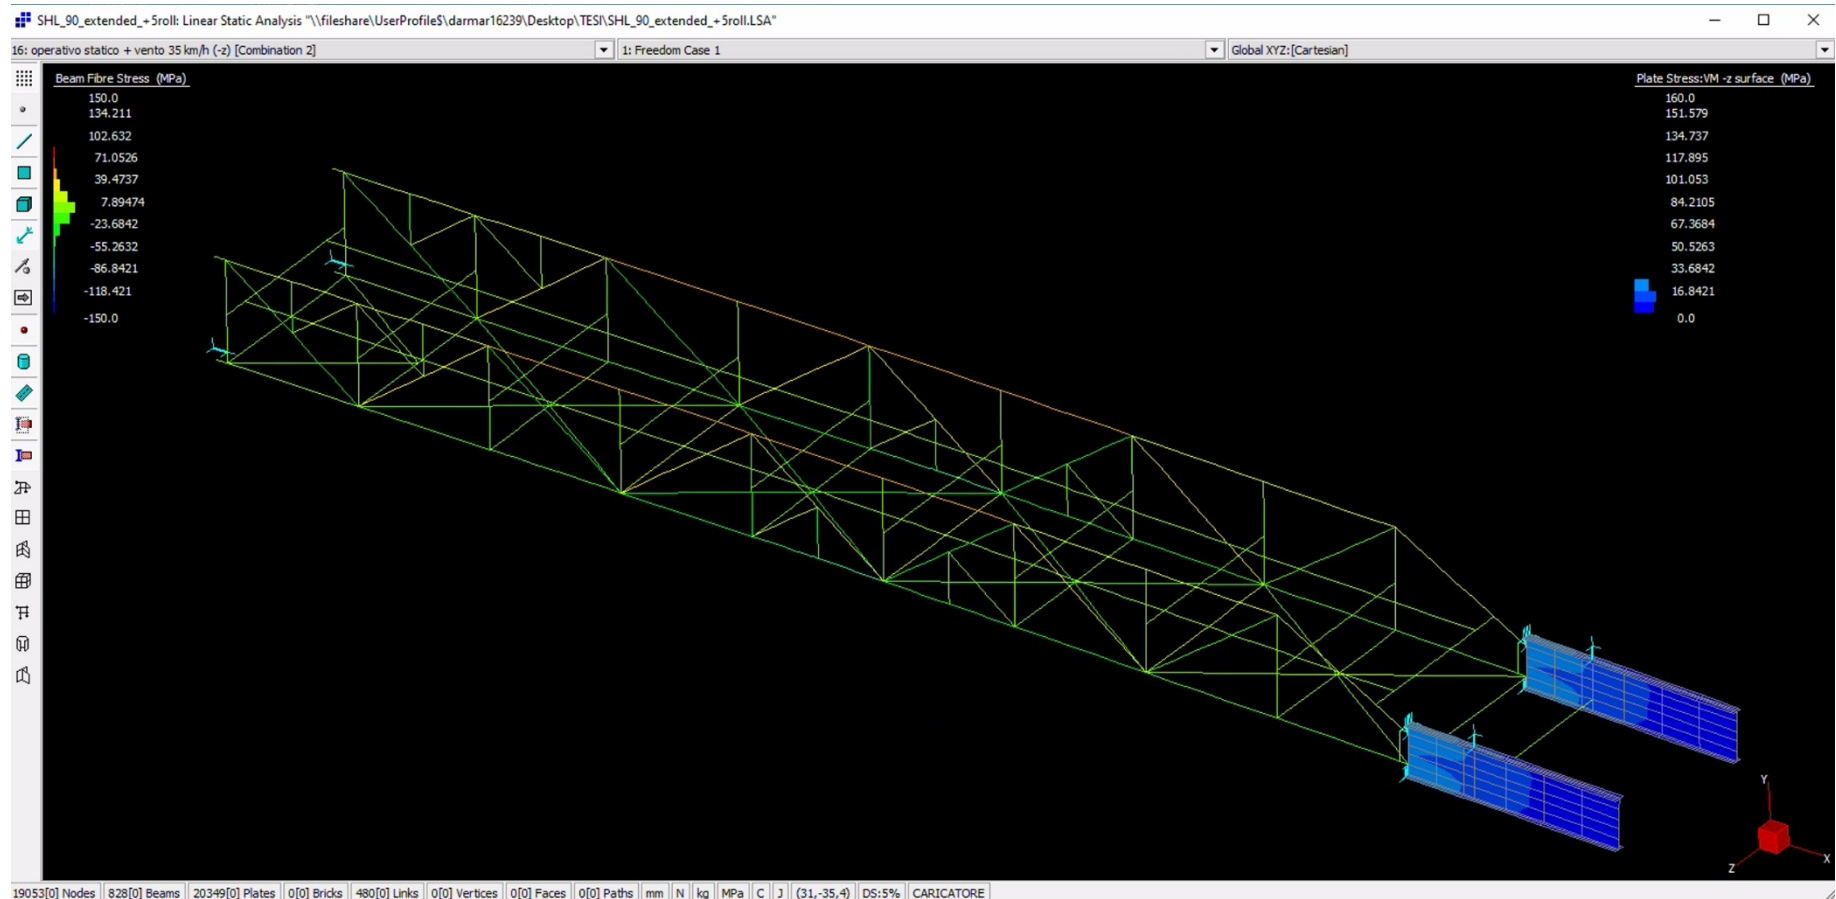 SHL_90_extended_+5roll: Linear Static Analysis "\\fileshare\UserProfile$\darmar16239\Desktop\TESI\SHL_90_extended_+5roll.LSA"
16: operativo statico + vento 35 km/h (-z) [Combination 2]
1: Freedom Case 1
Global XYZ:[Cartesian]
Beam Fibre Stress (MPa)
150.0
134.211
102.632
71.0526
39.4737
7.89474
-23.6842
-55.2632
-86.8421
-118.421
-150.0
Plate Stress:VM -z surface (MPa)
160.0
151.579
134.737
117.895
101.053
84.2105
67.3684
50.5263
33.6842
16.8421
0.0
Y
Z
X
19053[0] Nodes 828[0] Beams 20349[0] Plates 0[0] Bricks 480[0] Links 0[0] Vertices 0[0] Faces 0[0] Paths mm N kg MPa C J (31,-35,4) DS:5% CARICATORE